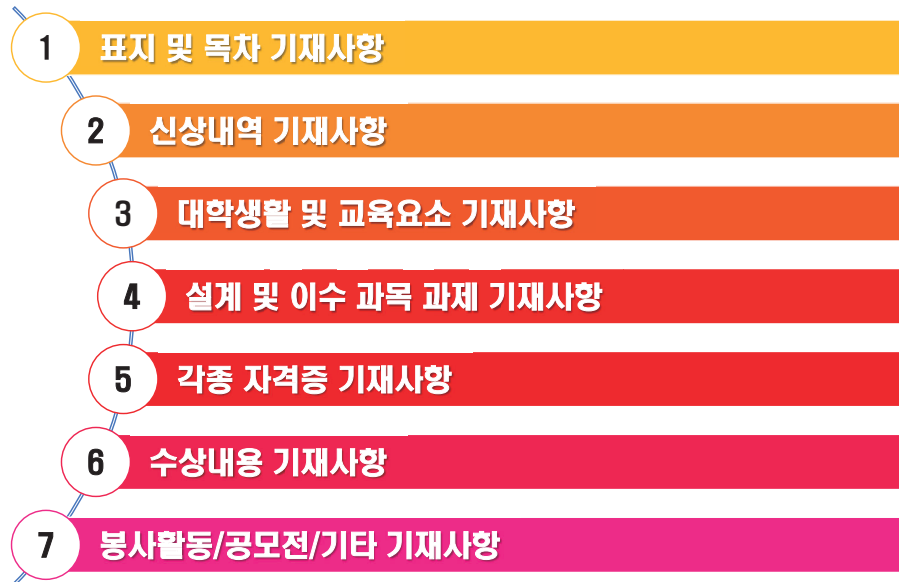 1 표지 및 목차 기재사항
2 신상내역 기재사항
3 대학생활 및 교육요소 기재사항
4 설계 및 이수 과목 과제 기재사항
5 각종 자격증 기재사항
6 수상내용 기재사항
7 봉사활동/공모전/기타 기재사항